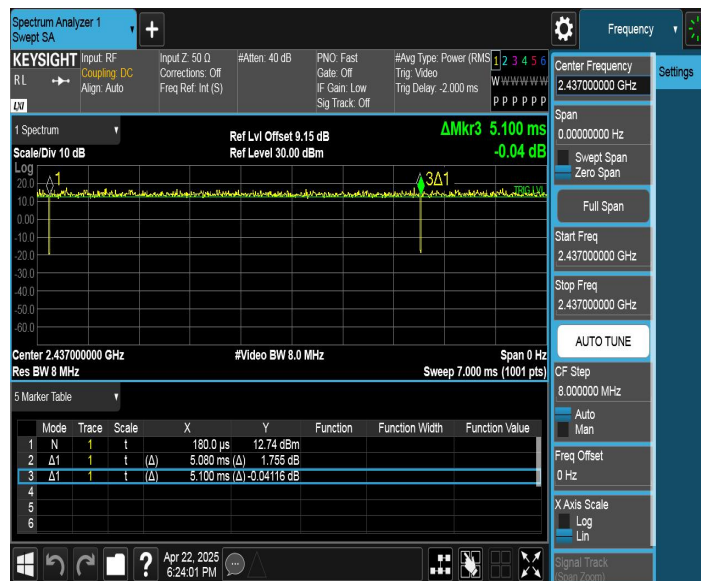 Spectrum Analyzer 1
Swept SA
+
Frequency
KEYSIGHT
RL
LXI
Input: RF
Coupling: DC
Align: Auto
Input Z: 50 Ω
Corrections: Off
Freq Ref: Int (S)
#Atten: 40 dB
PNO: Fast
Gate: Off
IF Gain: Low
Sig Track: Off
#Avg Type: Power (RMS
Trig: Video
Trig Delay: -2.000 ms
1 2 3 4 5 6
W W W W W W
P P P P P P
Center Frequency
2.437000000 GHz
Settings
1 Spectrum
Scale/Div 10 dB
Ref Lvl Offset 9.15 dB
Ref Level 30.00 dBm
ΔMkr3 5.100 ms
-0.04 dB
Span
0.00000000 Hz
Swept Span
Zero Span
Log
1
3Δ1
TRIG LVL
20.0
10.0
0.00
-10.0
-20.0
-30.0
-40.0
-50.0
-60.0
Full Span
Start Freq
2.437000000 GHz
Stop Freq
2.437000000 GHz
AUTO TUNE
Center 2.437000000 GHz
#Video BW 8.0 MHz
Span 0 Hz
Res BW 8 MHz
Sweep 7.000 ms (1001 pts)
CF Step
8.000000 MHz
Auto
Man
5 Marker Table
Mode Trace Scale X Y Function Function Width Function Value
1 N 1 t 180.0 µs 12.74 dBm
2 Δ1 1 t (Δ) 5.080 ms (Δ) 1.755 dB
3 Δ1 1 t (Δ) 5.100 ms (Δ) -0.04116 dB
4
5
6
Freq Offset
0 Hz
X Axis Scale
Log
Lin
Signal Track
(Span Zoom)
?
Apr 22, 2025
6:24:01 PM